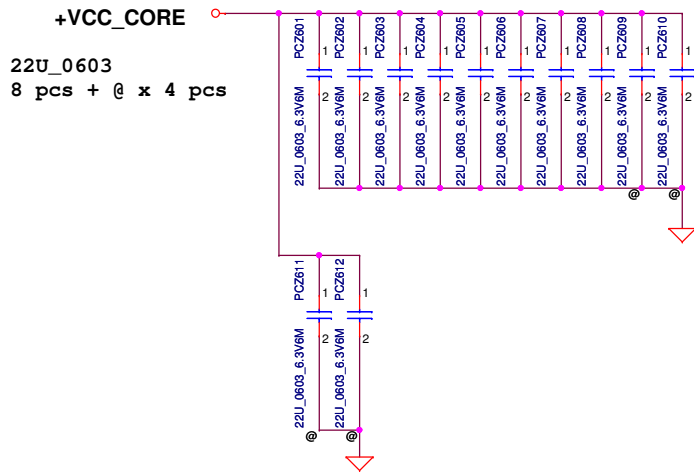 +VCC_CORE
22U_0603
8 pcs + @ x 4 pcs
PCZ601
1
2
22U_0603_6.3V6M
PCZ602
1
2
22U_0603_6.3V6M
PCZ603
1
2
22U_0603_6.3V6M
PCZ604
1
2
22U_0603_6.3V6M
PCZ605
1
2
22U_0603_6.3V6M
PCZ606
1
2
22U_0603_6.3V6M
PCZ607
1
2
22U_0603_6.3V6M
PCZ608
1
2
22U_0603_6.3V6M
PCZ609
1
2
22U_0603_6.3V6M
@
PCZ610
1
2
22U_0603_6.3V6M
@
PCZ611
1
2
22U_0603_6.3V6M
@
PCZ612
1
2
22U_0603_6.3V6M
@